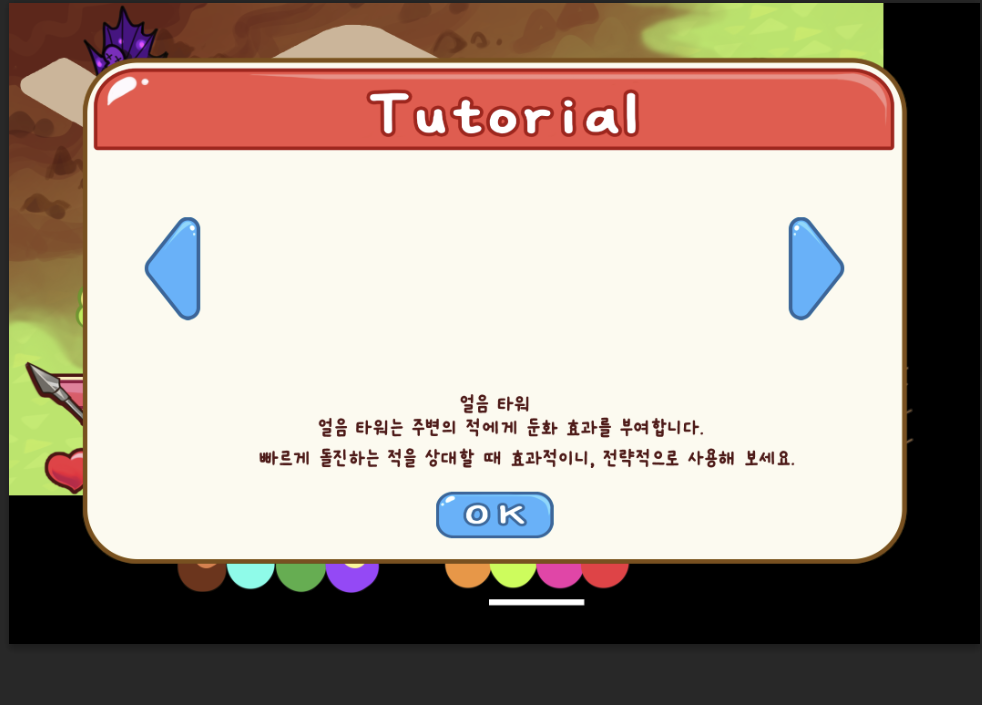 Tutorial
얼음 타워
얼음 타워는 주변의 적에게 둔화 효과를 부여합니다.
빠르게 돌진하는 적을 상대할 때 효과적이니, 전략적으로 사용해 보세요.
OK